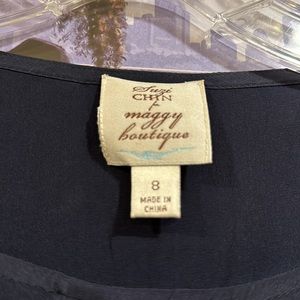 Suzi
CHIN
for
maggy
boutique
8
MADE IN
CHINA